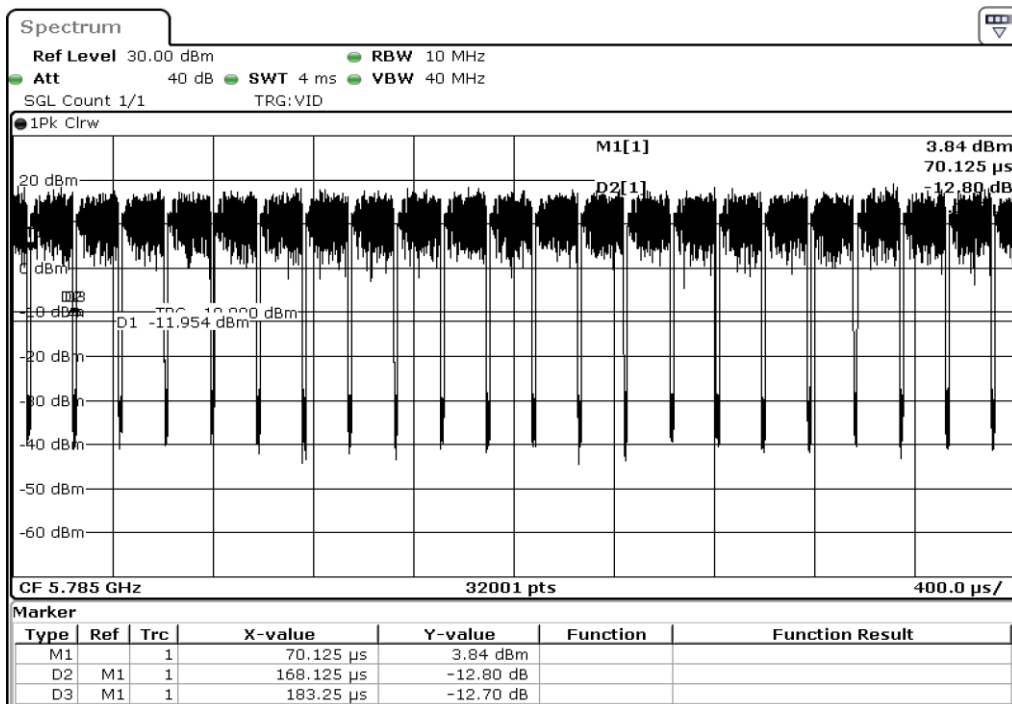 Spectrum
Ref Level 30.00 dBm RBW 10 MHz
Att 40 dB SWT 4 ms VBW 40 MHz
SGL Count 1/1 TRG:VID
1Pk Clrw
M1[1] 3.84 dBm
70.125 µs
20 dBm D2[1] -12.80 dB
0 dBm
-10 dBm
D1 -11.954 dBm
-20 dBm
-30 dBm
-40 dBm
-50 dBm
-60 dBm
CF 5.785 GHz 32001 pts 400.0 µs/
Marker
Type Ref Trc X-value Y-value Function Function Result
M1 1 70.125 µs 3.84 dBm
D2 M1 1 168.125 µs -12.80 dB
D3 M1 1 183.25 µs -12.70 dB